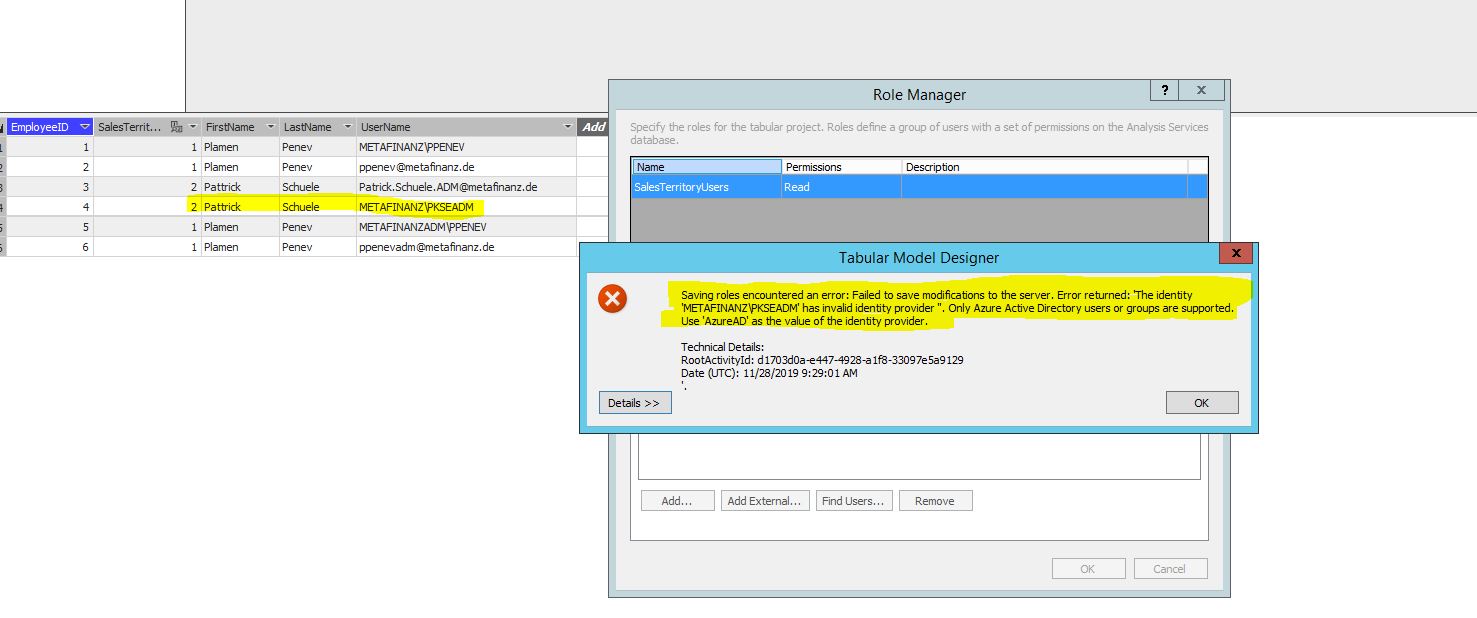 Role Manager
?
X
Specify the roles for the tabular project. Roles define a group of users with a set of permissions on the Analysis Services
database.
Name Permissions Description
SalesTerritoryUsers Read
EmployeeID SalesTerrit... FirstName LastName UserName Add
1 1 Plamen Penev METAFINANZ\PPENEV
2 1 Plamen Penev ppenev@metafinanz.de
3 2 Pattrick Schuele Patrick.Schuele.ADM@metafinanz.de
4 2 Pattrick Schuele METAFINANZ\PKSEADM
5 1 Plamen Penev METAFINANZADM\PPENEV
6 1 Plamen Penev ppenevadm@metafinanz.de
Tabular Model Designer
X
Saving roles encountered an error: Failed to save modifications to the server. Error returned: 'The identity
'METAFINANZ\PKSEADM' has invalid identity provider ''. Only Azure Active Directory users or groups are supported.
Use 'AzureAD' as the value of the identity provider.
Technical Details:
RootActivityId: d1703d0a-e447-4928-a1f8-33097e5a9129
Date (UTC): 11/28/2019 9:29:01 AM
'.
Details >> OK
Add... Add External... Find Users... Remove
OK Cancel